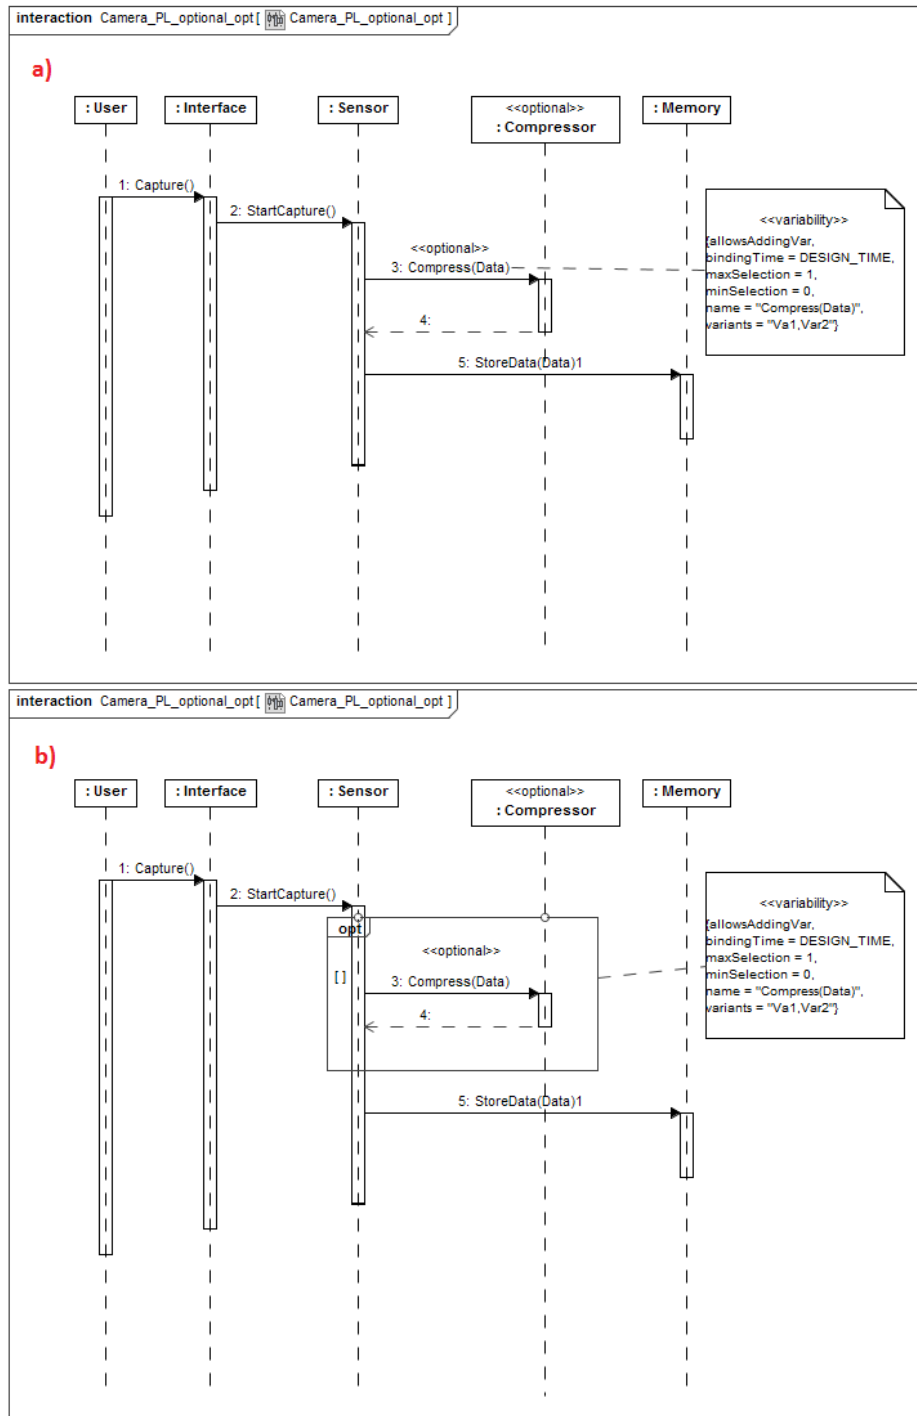 interaction Camera_PL_optional_opt [ Camera_PL_optional_opt ]
a)
: User
: Interface
: Sensor
<<optional>>
: Compressor
: Memory
1: Capture()
2: StartCapture()
<<optional>>
3: Compress(Data)
4:
5: StoreData(Data)1
<<variability>>
{allowsAddingVar,
bindingTime = DESIGN_TIME,
maxSelection = 1,
minSelection = 0,
name = "Compress(Data)",
variants = "Va1,Var2"}
interaction Camera_PL_optional_opt [ Camera_PL_optional_opt ]
b)
: User
: Interface
: Sensor
<<optional>>
: Compressor
: Memory
1: Capture()
2: StartCapture()
opt
<<optional>>
[ ]
3: Compress(Data)
4:
5: StoreData(Data)1
<<variability>>
{allowsAddingVar,
bindingTime = DESIGN_TIME,
maxSelection = 1,
minSelection = 0,
name = "Compress(Data)",
variants = "Va1,Var2"}